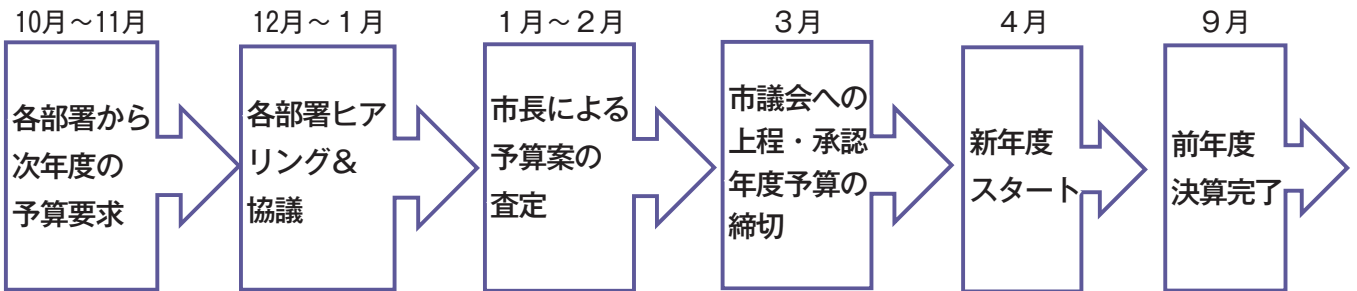 10月～11月
各部署から
次年度の
予算要求
12月～１月
各部署ヒア
リング＆
協議
１月～２月
市長による
予算案の
査定
３月
市議会への
上程・承認
年度予算の
締切
４月
新年度
スタート
９月
前年度
決算完了